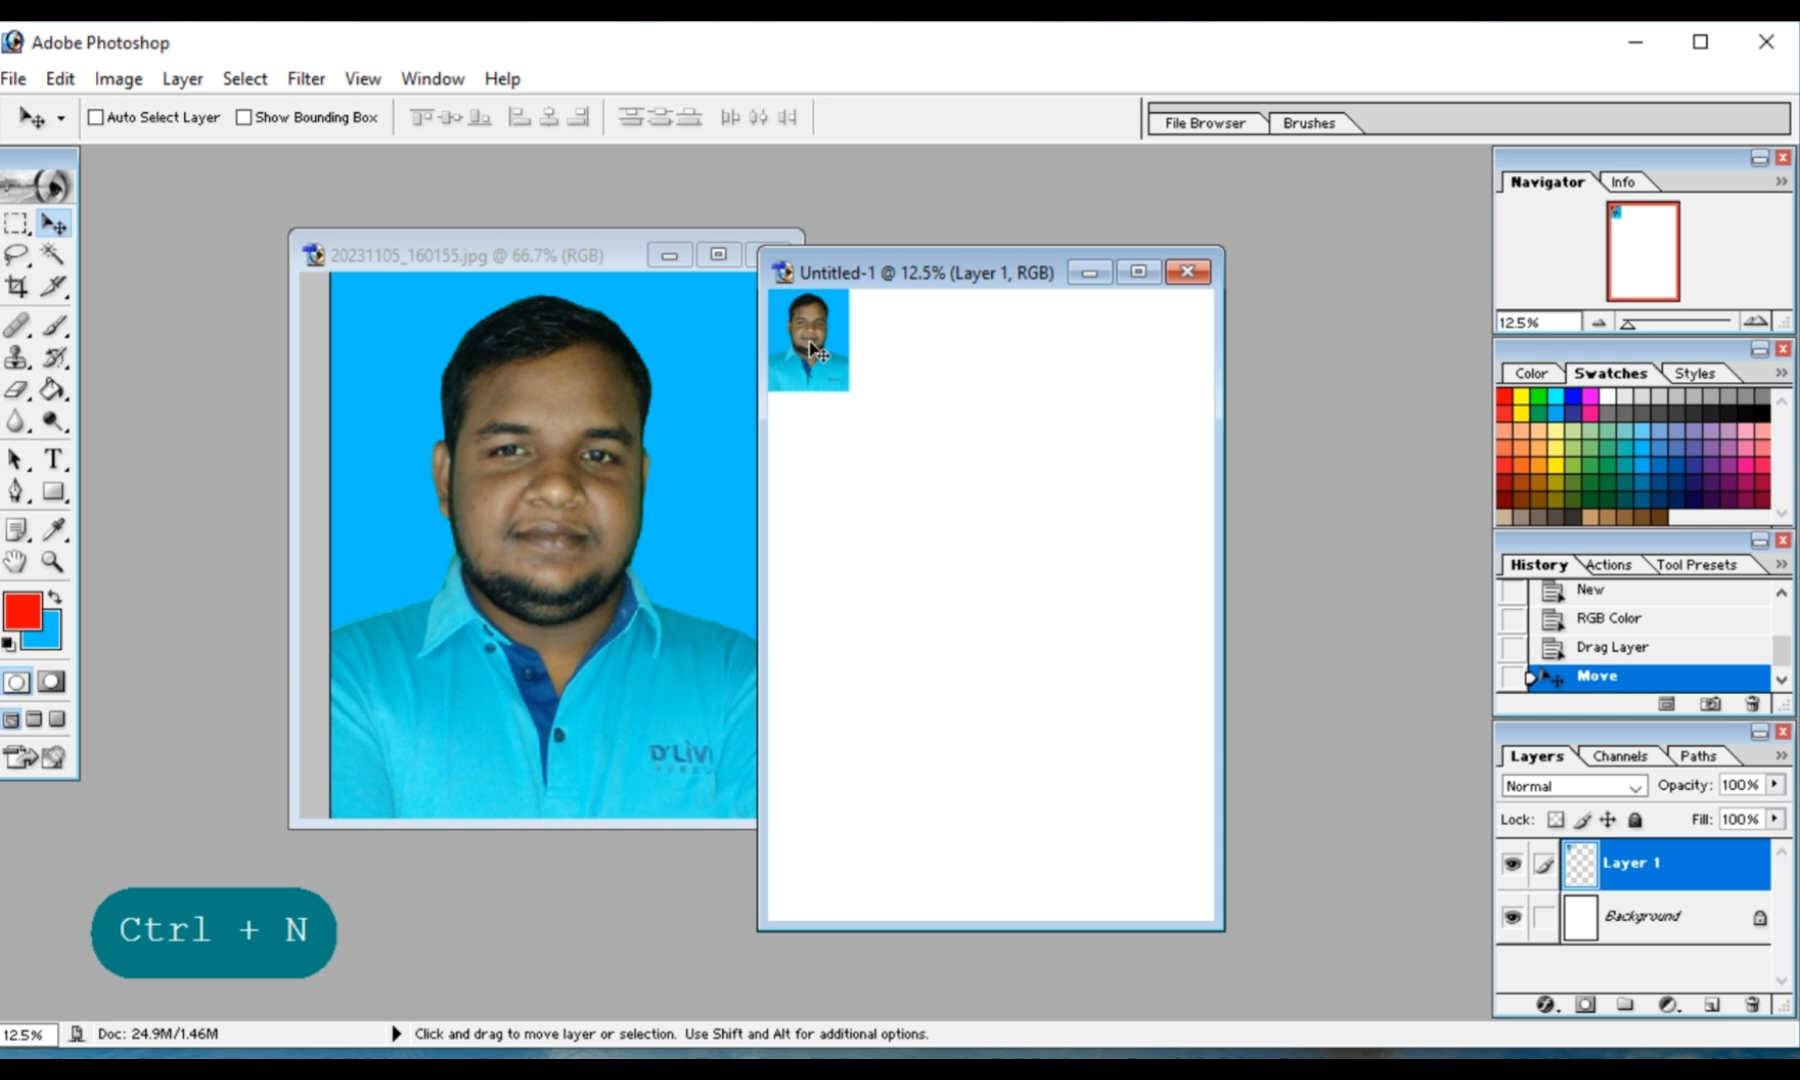 Adobe Photoshop
File Edit Image Layer Select Filter View Window Help
Auto Select Layer Show Bounding Box File Browser Brushes
Navigator Info
12.5%
Color Swatches Styles
20231105_160155.jpg @ 66.7% (RGB)
Untitled-1 @ 12.5% (Layer 1, RGB)
T
D'LiV
History Actions Tool Presets
New
RGB Color
Drag Layer
Move
Layers Channels Paths
Normal Opacity: 100%
Lock: Fill: 100%
Layer 1
Background
Ctrl + N
12.5% Doc: 24.9M/1.46M Click and drag to move layer or selection. Use Shift and Alt for additional options.